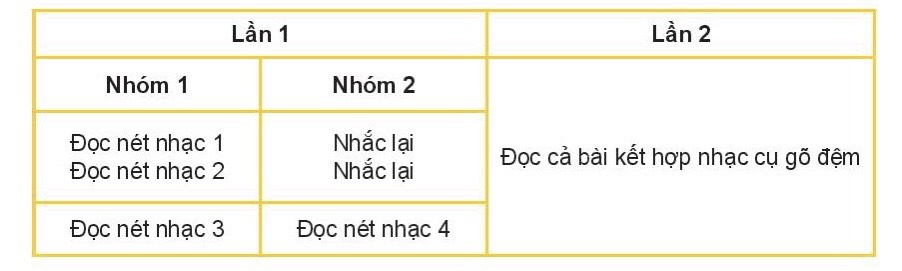 Lần 1
Lần 2
Nhóm 1
Nhóm 2
Đọc nét nhạc 1
Đọc nét nhạc 2
Nhắc lại
Nhắc lại
Đọc cả bài kết hợp nhạc cụ gõ đệm
Đọc nét nhạc 3
Đọc nét nhạc 4